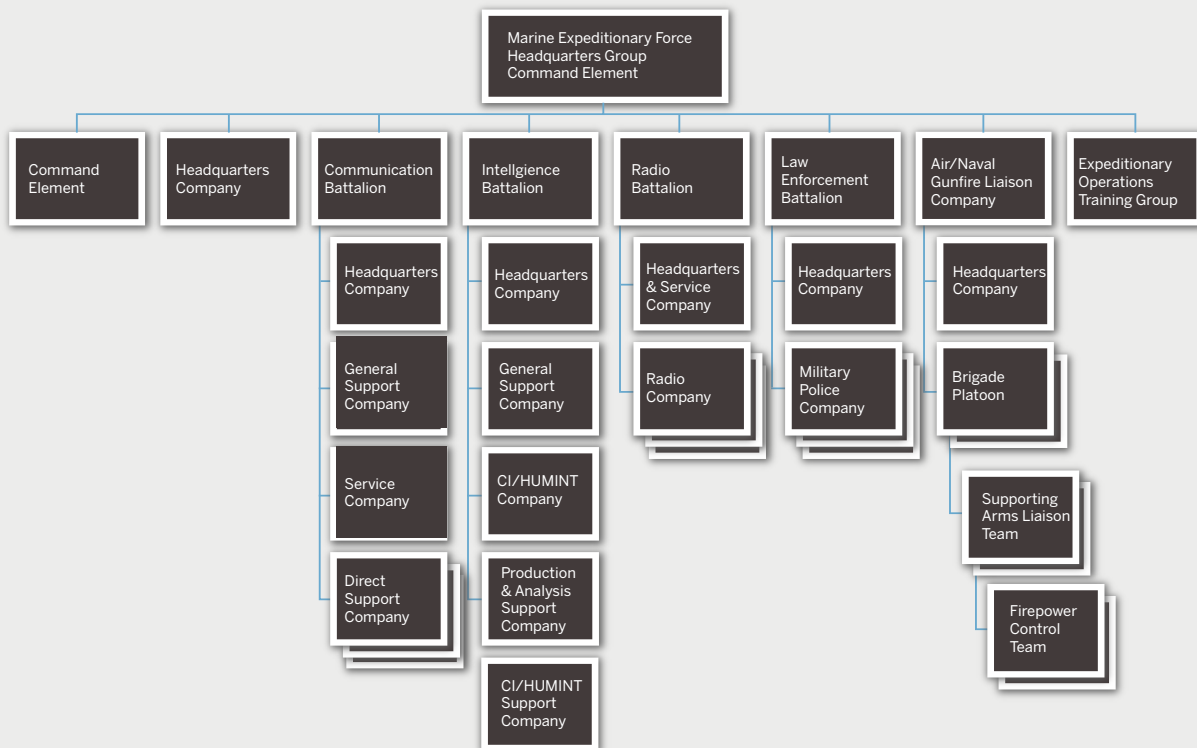 Marine Expeditionary Force
Headquarters Group
Command Element
Command
Element
Headquarters
Company
Communication
Battalion
Intellgience
Battalion
Radio
Battalion
Law
Enforcement
Battalion
Air/Naval
Gunfire Liaison
Company
Expeditionary
Operations
Training Group
Headquarters
Company
General
Support
Company
Service
Company
Direct
Support
Company
Headquarters
Company
General
Support
Company
CI/HUMINT
Company
Production
& Analysis
Support
Company
CI/HUMINT
Support
Company
Headquarters
& Service
Company
Radio
Company
Headquarters
Company
Military
Police
Company
Headquarters
Company
Brigade
Platoon
Supporting
Arms Liaison
Team
Firepower
Control
Team